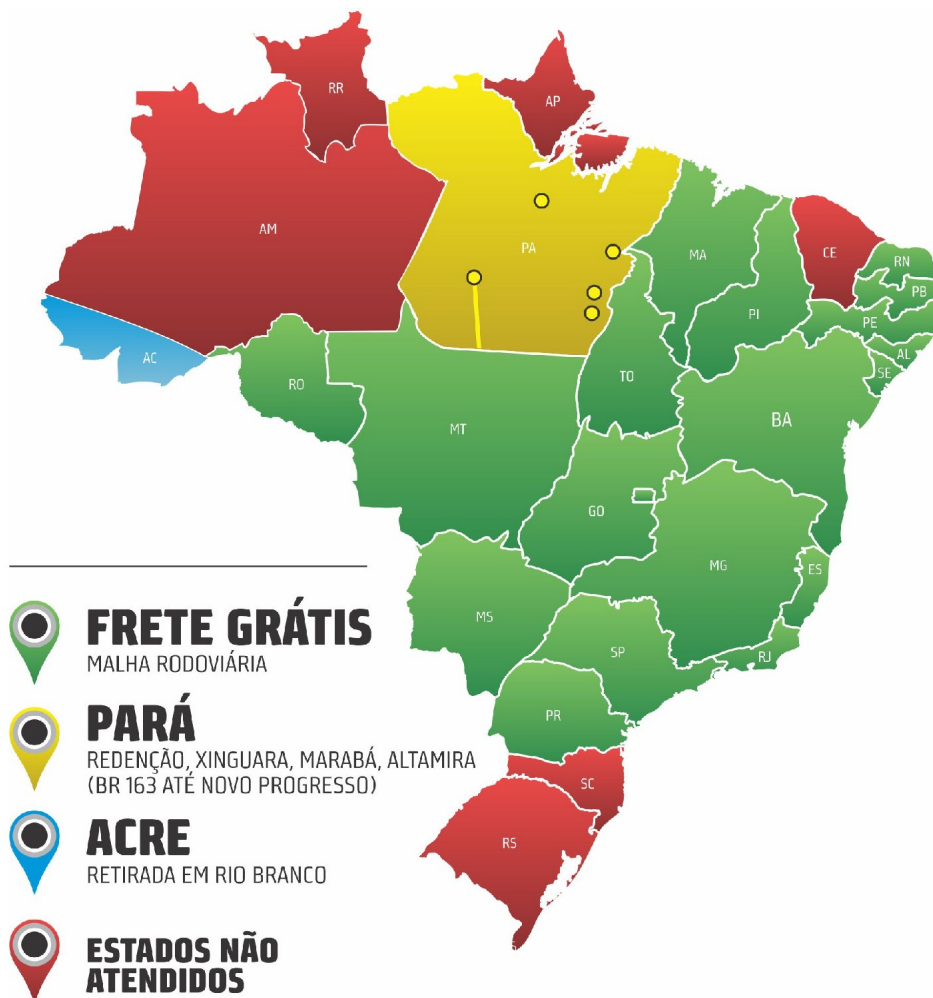 RR
AP
AM
PA
MA
CE
RN
PB
PI
PE
AL
SE
AC
RO
TO
MT
BA
GO
MG
ES
MS
SP
RJ
PR
SC
RS
FRETE GRÁTIS
MALHA RODOVIÁRIA
PARÁ
REDENÇÃO, XINGUARA, MARABÁ, ALTAMIRA
(BR 163 ATÉ NOVO PROGRESSO)
ACRE
RETIRADA EM RIO BRANCO
ESTADOS NÃO
ATENDIDOS